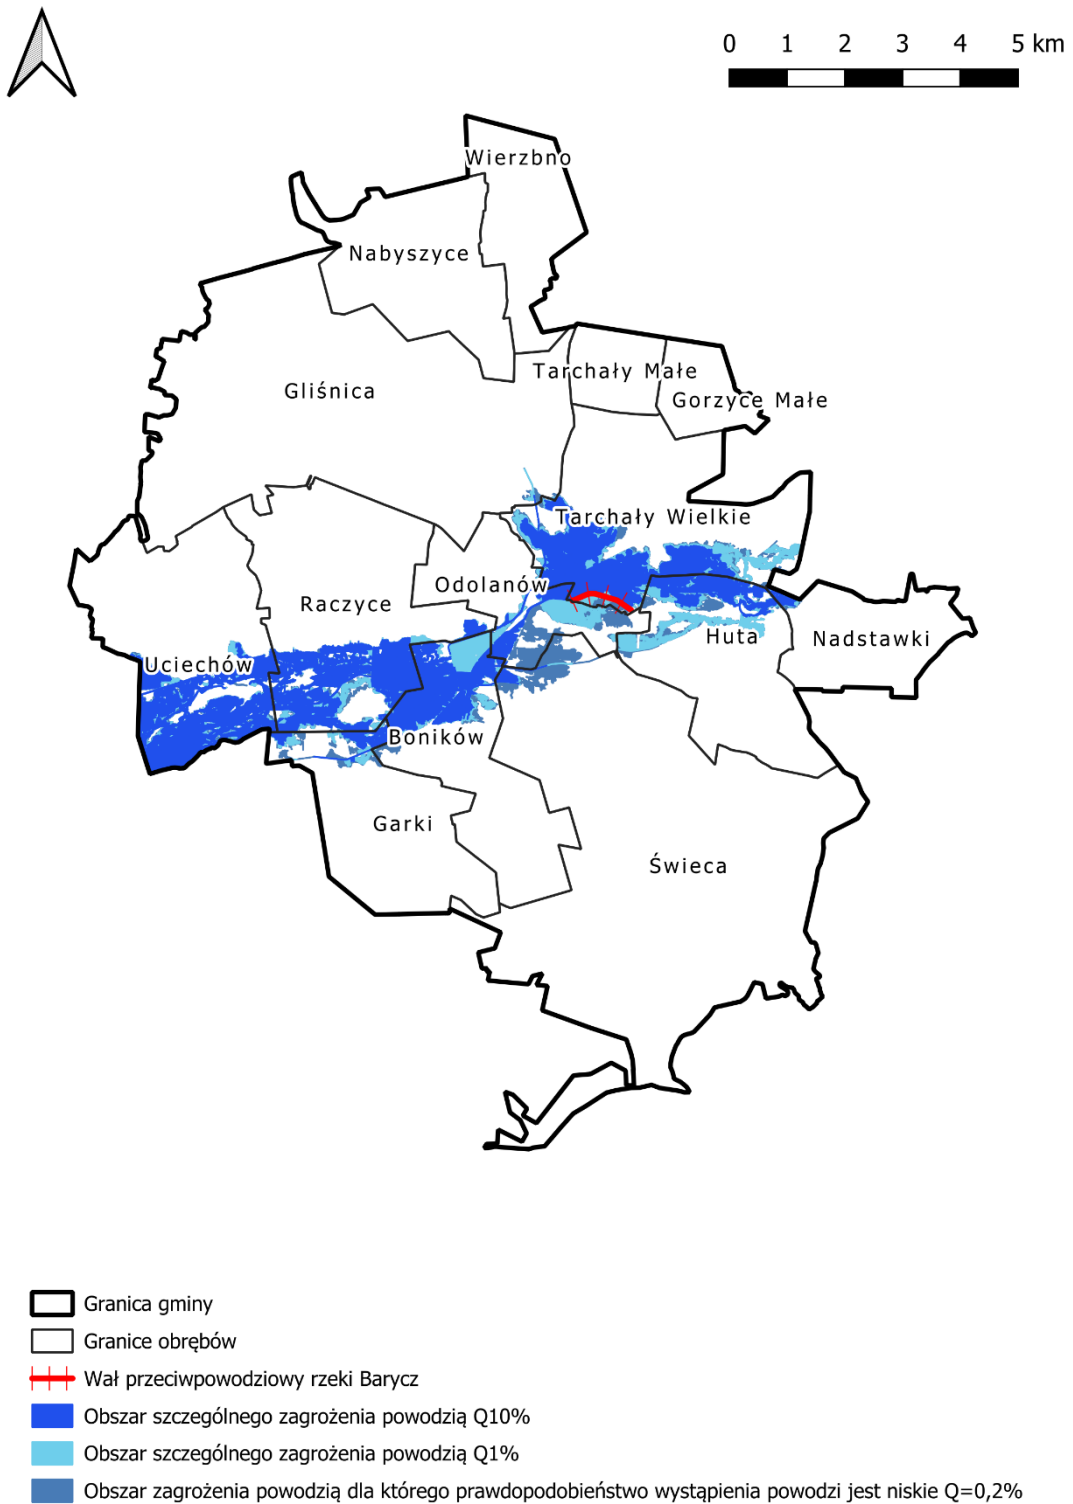 0 1 2 3 4 5 km
Wierzbno
Nabyszyce
Tarchały Małe
Gliśnica
Gorzyce Małe
Tarchały Wielkie
Odolanów
Raczyce
Huta
Nadstawki
Uciechów
Boników
Garki
Świeca
Granica gminy
Granice obrębów
Wał przeciwpowodziowy rzeki Barycz
Obszar szczególnego zagrożenia powodzią Q10%
Obszar szczególnego zagrożenia powodzią Q1%
Obszar zagrożenia powodzią dla którego prawdopodobieństwo wystąpienia powodzi jest niskie Q=0,2%